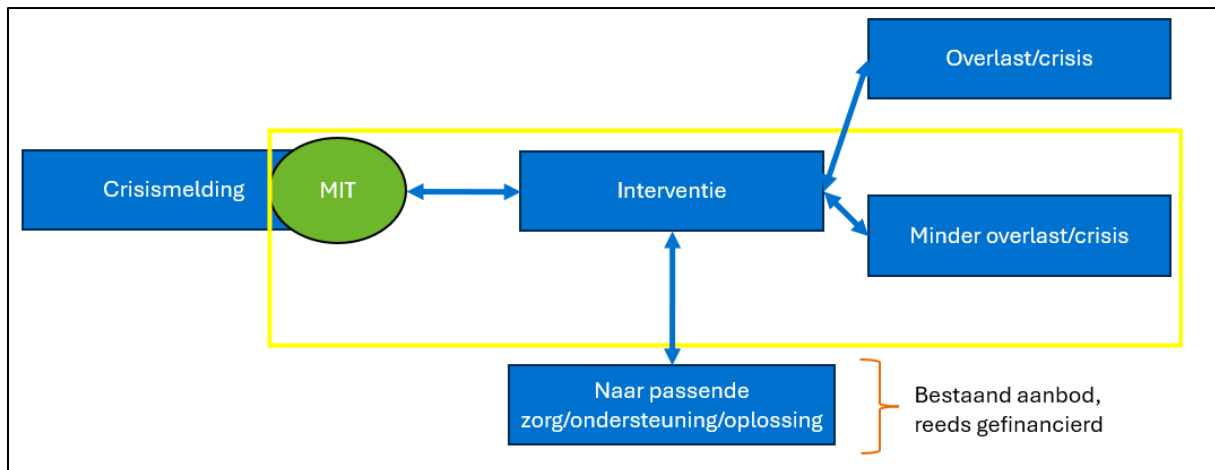 Overlast/crisis
Crisismelding
MIT
Interventie
Minder overlast/crisis
Naar passende
zorg/ondersteuning/oplossing
Bestaand aanbod,
reeds gefinancierd